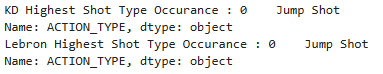 KD Highest Shot Type Occurance : 0    Jump Shot
Name: ACTION_TYPE, dtype: object
Lebron Highest Shot Type Occurance : 0    Jump Shot
Name: ACTION_TYPE, dtype: object